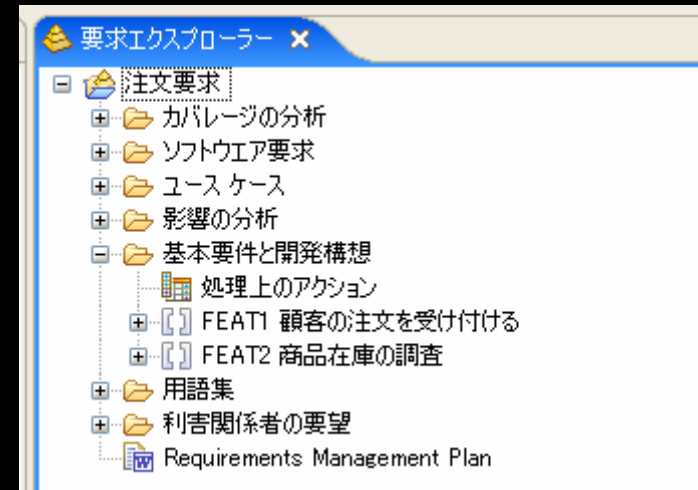 要求エクスプローラー
注文要求
カバレージの分析
ソフトウエア要求
ユース ケース
影響の分析
基本要件と開発構想
処理上のアクション
FEAT1 顧客の注文を受け付ける
FEAT2 商品在庫の調査
用語集
利害関係者の要望
Requirements Management Plan